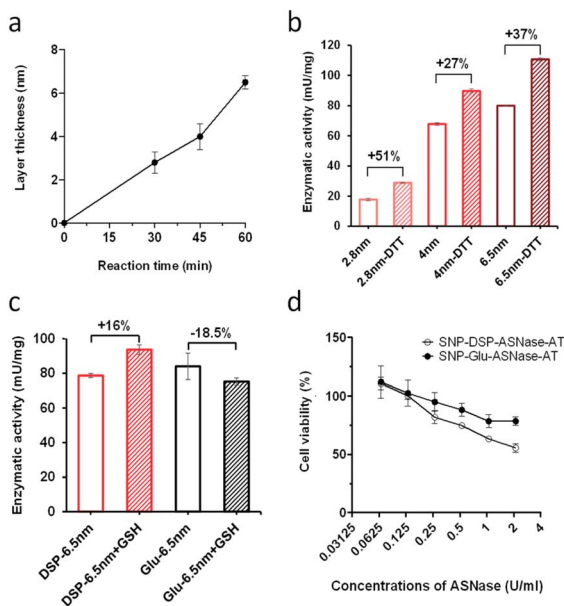 a
Layer thickness (nm)
8
6
4
2
0
0
15
30
45
60
Reaction time (min)
b
Enzymatic activity (mU/mg)
120
100
80
60
40
20
0
+51%
+27%
+37%
2.8nm
2.8nm-DTT
4nm
4nm-DTT
6.5nm
6.5nm-DTT
c
Enzymatic activity (mU/mg)
100
80
60
40
20
0
+16%
-18.5%
DSP-6.5nm
DSP-6.5nm+GSH
Glu-6.5nm
Glu-6.5nm+GSH
d
SNP-DSP-ASNase-AT
SNP-Glu-ASNase-AT
Cell viability (%)
150
100
50
0
0.03125
0.0625
0.125
0.25
0.5
1
2
4
Concentrations of ASNase (U/ml)